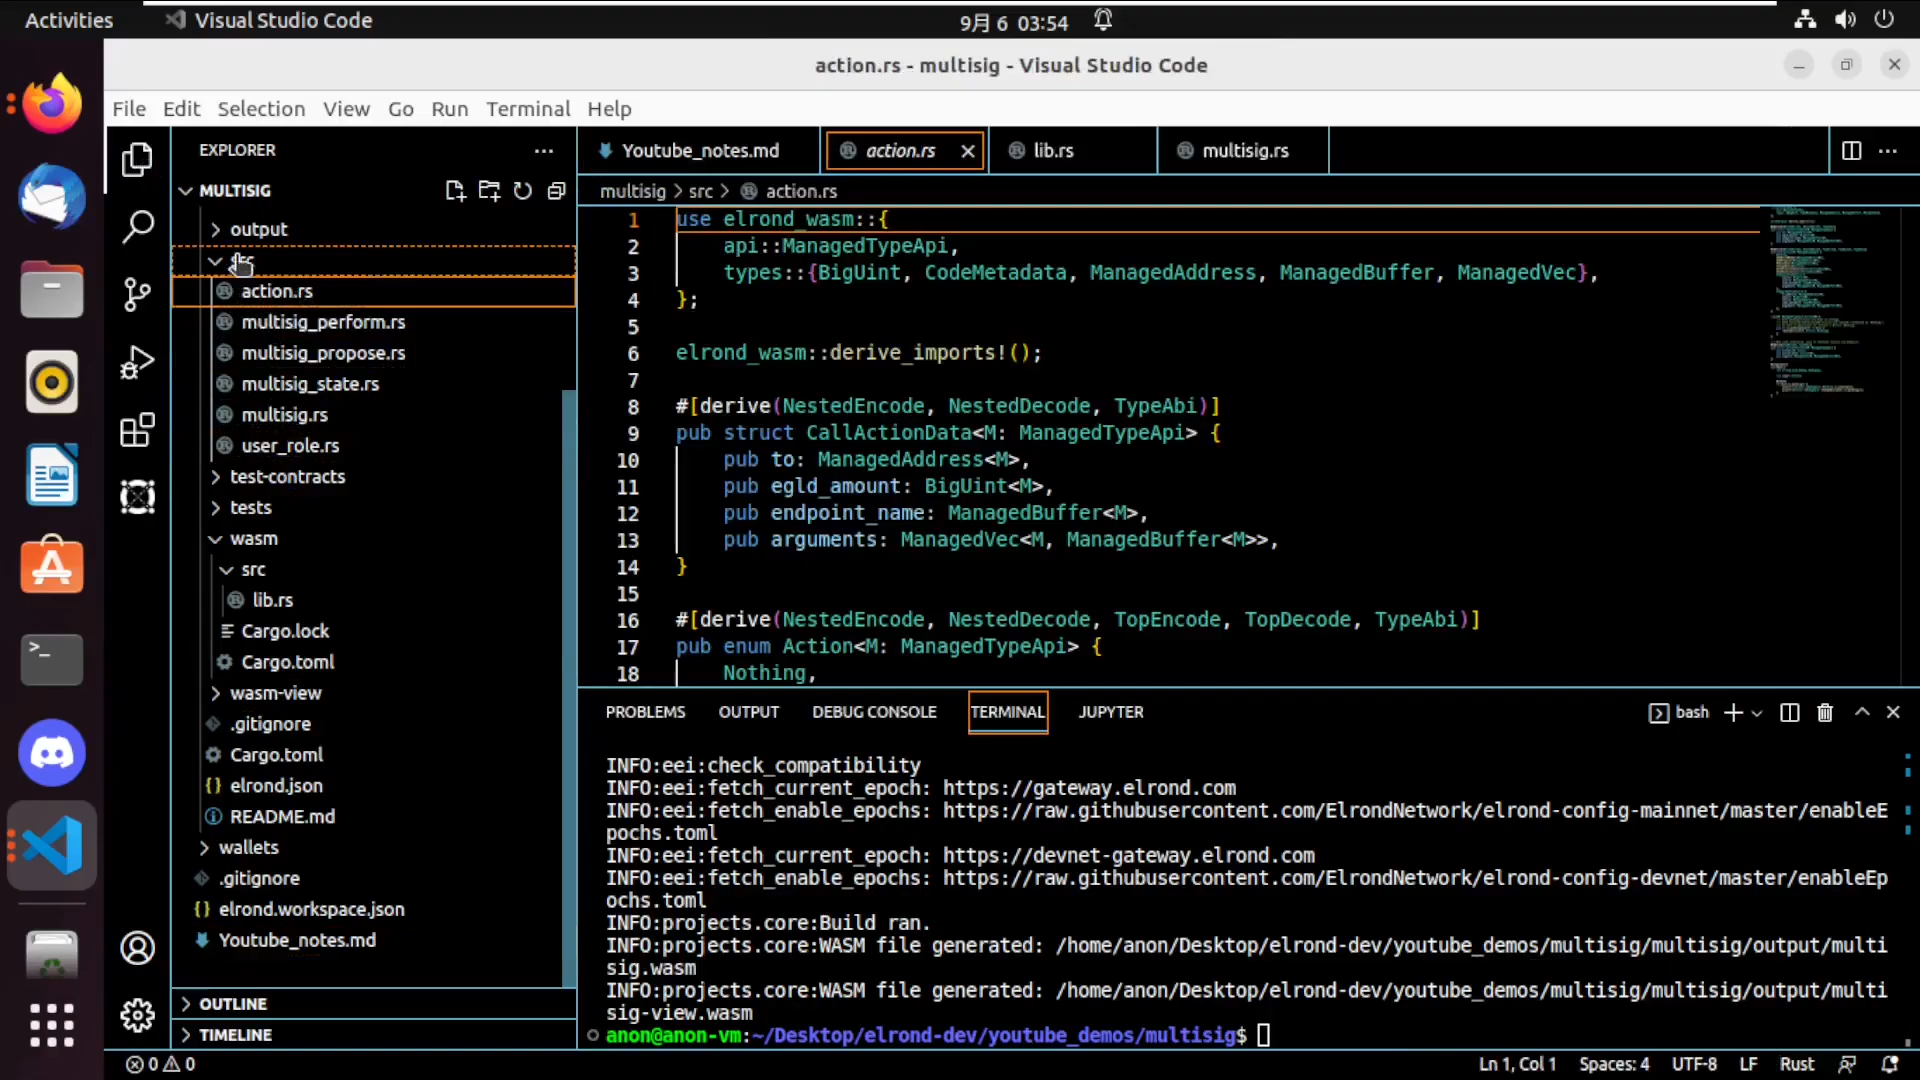 Activities
Visual Studio Code
9月 6 03:54
action.rs - multisig - Visual Studio Code
File Edit Selection View Go Run Terminal Help
EXPLORER
MULTISIG
output
action.rs
multisig_perform.rs
multisig_propose.rs
multisig_state.rs
multisig.rs
user_role.rs
test-contracts
tests
wasm
src
lib.rs
Cargo.lock
Cargo.toml
wasm-view
.gitignore
Cargo.toml
elrond.json
README.md
wallets
.gitignore
elrond.workspace.json
Youtube_notes.md
OUTLINE
TIMELINE
Youtube_notes.md
action.rs
lib.rs
multisig.rs
multisig > src > action.rs
1 use elrond_wasm::{
2 api::ManagedTypeApi,
3 types::{BigUint, CodeMetadata, ManagedAddress, ManagedBuffer, ManagedVec},
4 };
5
6 elrond_wasm::derive_imports!();
7
8 #[derive(NestedEncode, NestedDecode, TypeAbi)]
9 pub struct CallActionData<M: ManagedTypeApi> {
10 pub to: ManagedAddress<M>,
11 pub egld_amount: BigUint<M>,
12 pub endpoint_name: ManagedBuffer<M>,
13 pub arguments: ManagedVec<M, ManagedBuffer<M>>,
14 }
15
16 #[derive(NestedEncode, NestedDecode, TopEncode, TopDecode, TypeAbi)]
17 pub enum Action<M: ManagedTypeApi> {
18 Nothing,
PROBLEMS OUTPUT DEBUG CONSOLE TERMINAL JUPYTER
bash
INFO:eei:check_compatibility
INFO:eei:fetch_current_epoch: https://gateway.elrond.com
INFO:eei:fetch_enable_epochs: https://raw.githubusercontent.com/ElrondNetwork/elrond-config-mainnet/master/enableE
pochs.toml
INFO:eei:fetch_current_epoch: https://devnet-gateway.elrond.com
INFO:eei:fetch_enable_epochs: https://raw.githubusercontent.com/ElrondNetwork/elrond-config-devnet/master/enableEp
ochs.toml
INFO:projects.core:Build ran.
INFO:projects.core:WASM file generated: /home/anon/Desktop/elrond-dev/youtube_demos/multisig/multisig/output/multi
sig.wasm
INFO:projects.core:WASM file generated: /home/anon/Desktop/elrond-dev/youtube_demos/multisig/multisig/output/multi
sig-view.wasm
anon@anon-vm:~/Desktop/elrond-dev/youtube_demos/multisig$
0 0
Ln 1, Col 1 Spaces: 4 UTF-8 LF Rust